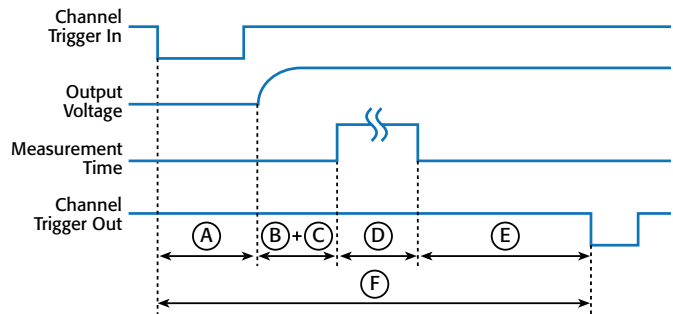 Channel
Trigger In
Output
Voltage
Measurement
Time
Channel
Trigger Out
A
B+C
D
E
F